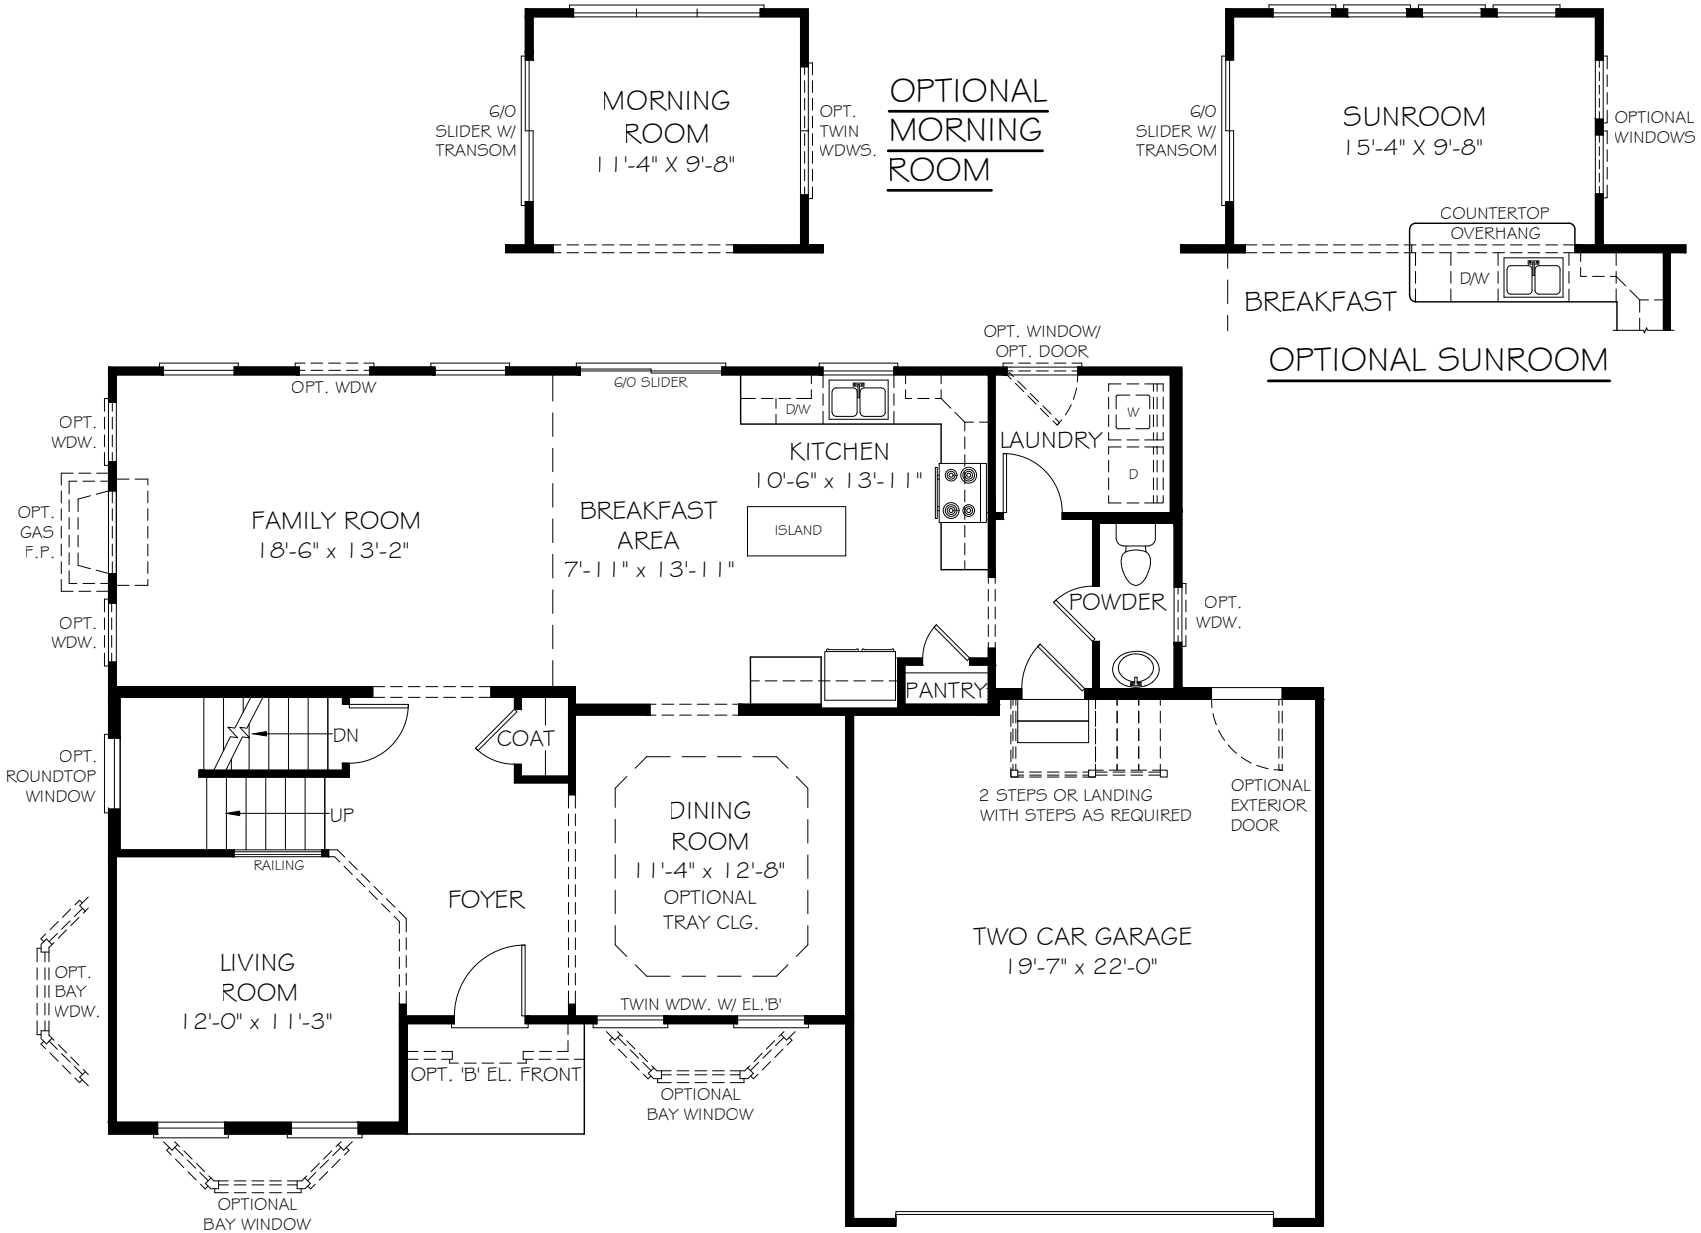 MORNING
ROOM
11'-4" X 9'-8"
6/0
SLIDER W/
TRANSOM
OPT.
TWIN
WDWS.
OPTIONAL
MORNING
ROOM
SUNROOM
15'-4" X 9'-8"
6/0
SLIDER W/
TRANSOM
OPTIONAL
WINDOWS
COUNTERTOP
OVERHANG
D/W
BREAKFAST
OPTIONAL SUNROOM
OPT. WINDOW/
OPT. DOOR
OPT. WDW
6/0 SLIDER
D/W
W
OPT.
WDW.
KITCHEN
10'-6" x 13'-11"
LAUNDRY
D
OPT.
GAS
F.P.
FAMILY ROOM
18'-6" x 13'-2"
BREAKFAST
AREA
7'-11" x 13'-11"
ISLAND
OPT.
WDW.
POWDER
OPT.
WDW.
PANTRY
DN
COAT
OPT.
ROUNDTOP
WINDOW
UP
RAILING
2 STEPS OR LANDING
WITH STEPS AS REQUIRED
OPTIONAL
EXTERIOR
DOOR
DINING
ROOM
11'-4" x 12'-8"
OPTIONAL
TRAY CLG.
FOYER
TWO CAR GARAGE
19'-7" x 22'-0"
OPT.
BAY
WDW.
LIVING
ROOM
12'-0" x 11'-3"
TWIN WDW. W/ EL.'B'
OPT. 'B' EL. FRONT
OPTIONAL
BAY WINDOW
OPTIONAL
BAY WINDOW